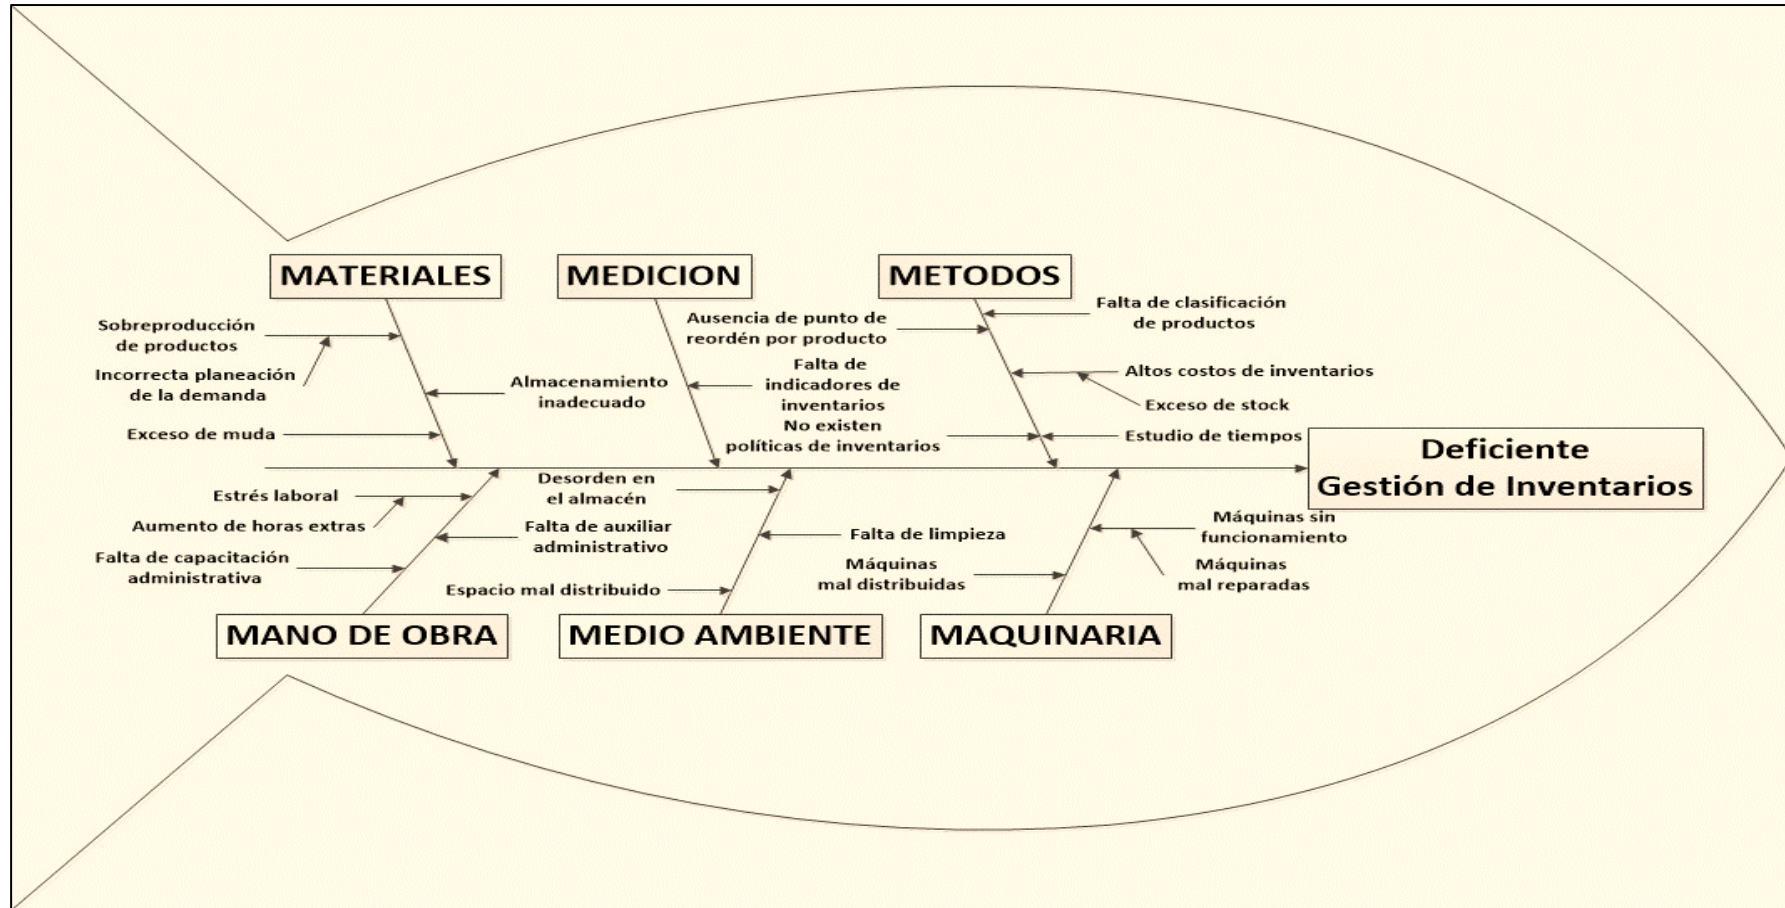 MATERIALES
MEDICION
METODOS
Sobreproducción
de productos
Incorrecta planeación
de la demanda
Exceso de muda
Almacenamiento
inadecuado
Falta de
indicadores de
inventarios
Ausencia de punto de
reordén por producto
No existen
políticas de inventarios
Falta de clasificación
de productos
Altos costos de inventarios
Exceso de stock
Estudio de tiempos
Deficiente
Gestión de Inventarios
Estrés laboral
Aumento de horas extras
Falta de capacitación
administrativa
Falta de auxiliar
administrativo
Desorden en
el almacén
Espacio mal distribuido
Falta de limpieza
Máquinas
mal distribuidas
Máquinas sin
funcionamiento
Máquinas
mal reparadas
MANO DE OBRA
MEDIO AMBIENTE
MAQUINARIA